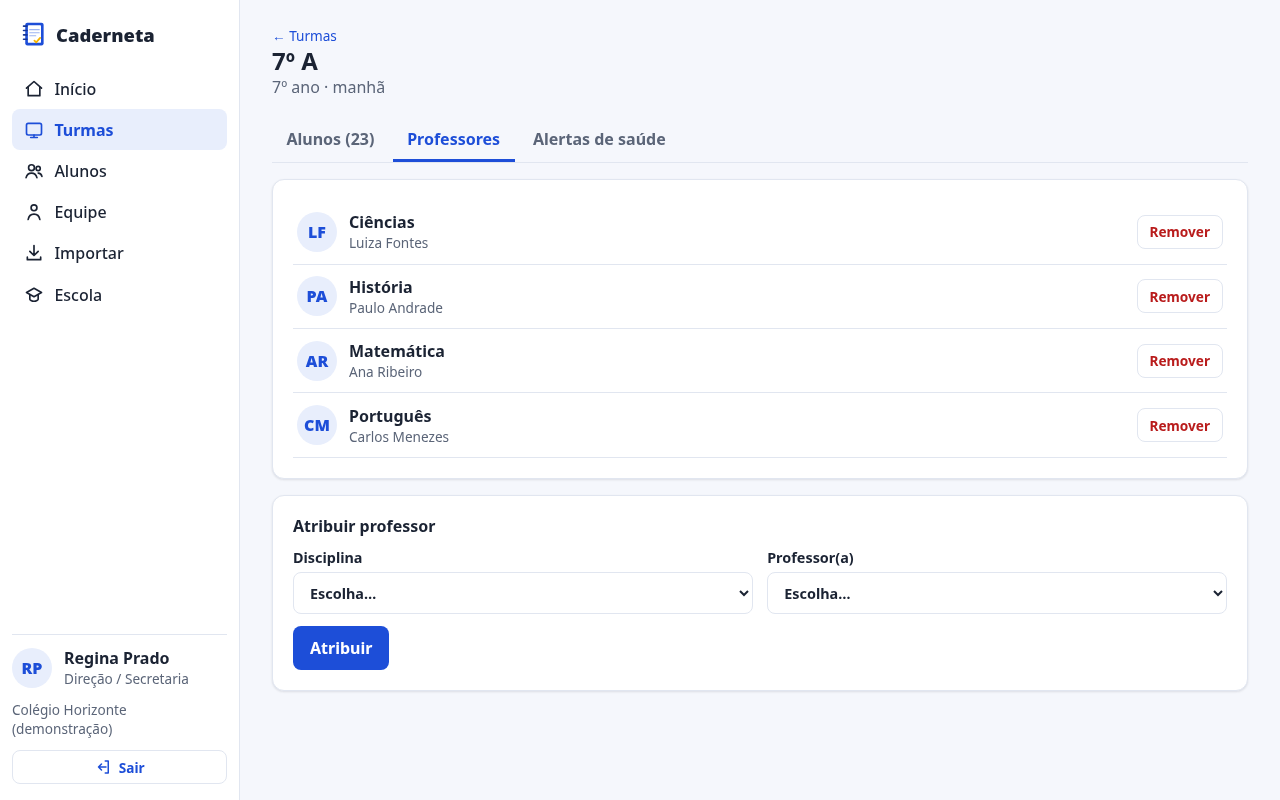 Caderneta
Início
Turmas
Alunos
Equipe
Importar
Escola
RP
Regina Prado
Direção / Secretaria
Colégio Horizonte
(demonstração)
Sair
← Turmas
7º A
7º ano · manhã
Alunos (23)
Professores
Alertas de saúde
LF
Ciências
Luiza Fontes
Remover
PA
História
Paulo Andrade
Remover
AR
Matemática
Ana Ribeiro
Remover
CM
Português
Carlos Menezes
Remover
Atribuir professor
Disciplina
Escolha...
Professor(a)
Escolha...
Atribuir